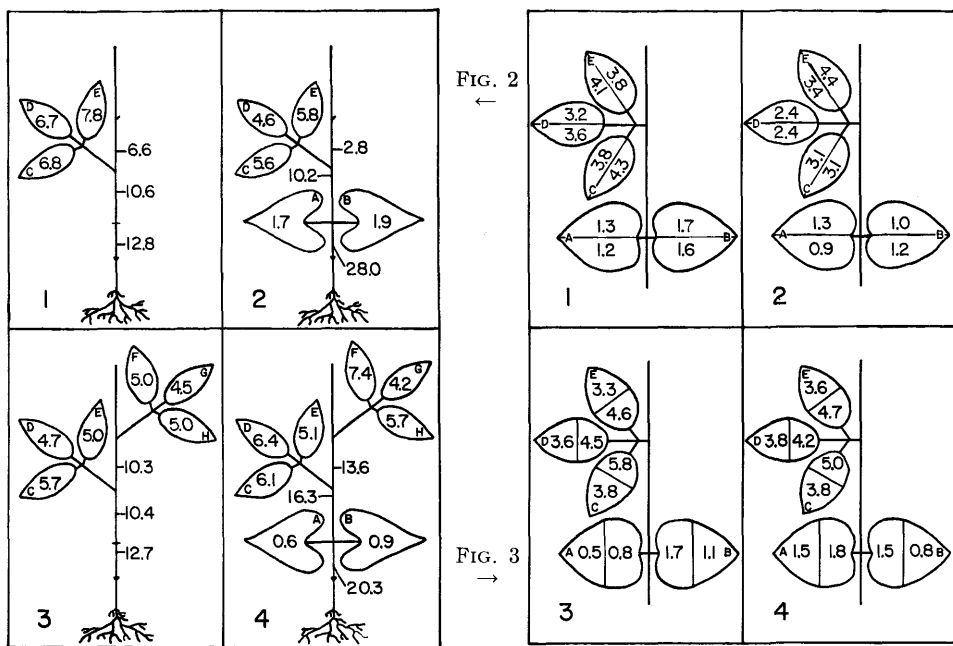 FIG. 2
←
FIG. 3
→
D
E
6.7
7.8
6.8
C
6.6
10.6
12.8
1
D
E
4.6
5.8
5.6
C
2.8
10.2
A
B
1.7
1.9
28.0
2
F
5.0
G
4.5
5.0
H
D
E
4.7
5.0
5.7
C
10.3
10.4
12.7
3
F
7.4
G
4.2
5.7
H
D
E
6.4
5.1
6.1
C
13.6
16.3
A
B
0.6
0.9
20.3
4
E
3.8
4.1
D
3.2
3.6
3.8
4.3
C
A
1.3
1.2
1.7
1.6
B
1
E
4.4
3.4
D
2.4
2.4
3.1
3.1
C
A
1.3
0.9
1.0
1.2
B
2
E
3.3
4.6
D 3.6 4.5
5.8
3.8
C
A 0.5 0.8 1.7 1.1 B
3
E
3.6
4.7
D 3.8 4.2
5.0
3.8
C
A 1.5 1.8 1.5 0.8 B
4